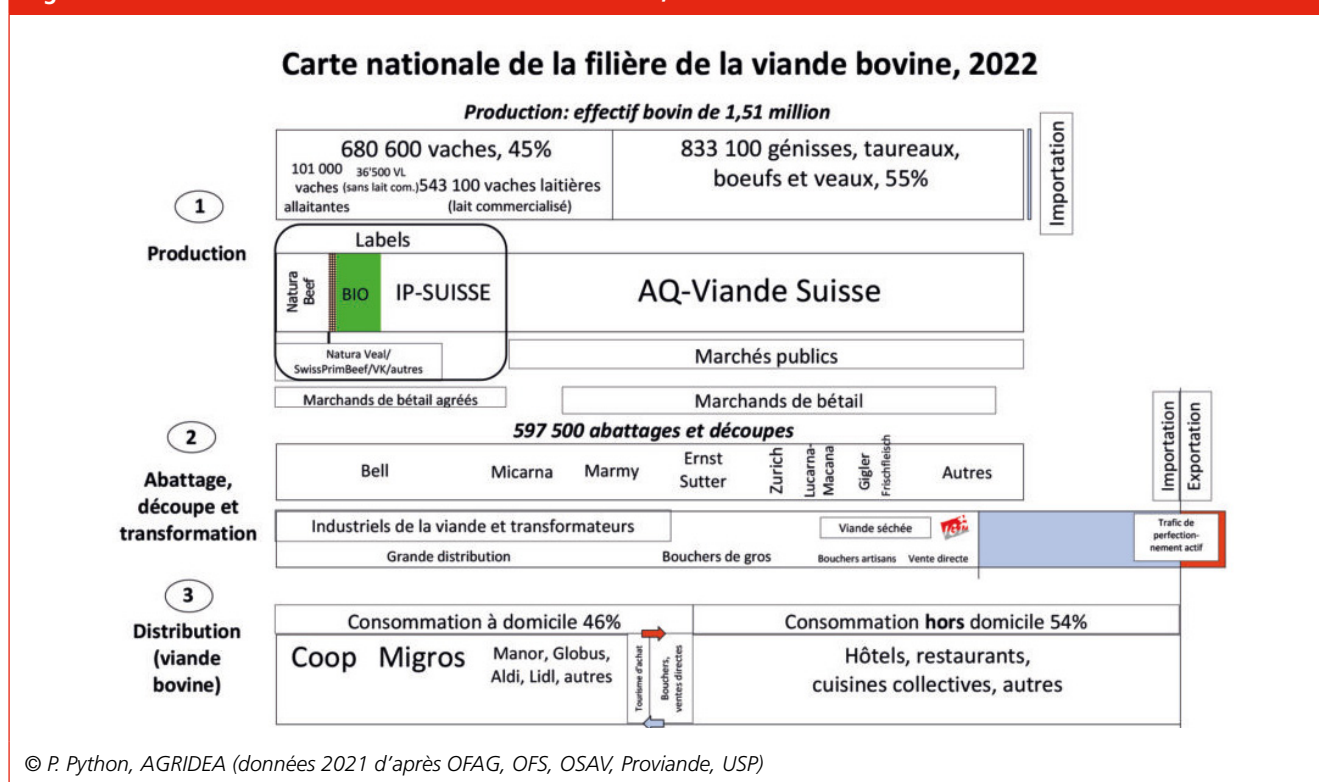 Carte nationale de la filière de la viande bovine, 2022
Production: effectif bovin de 1,51 million
680 600 vaches, 45%
101 000
vaches
allaitantes
36'500 VL
(sans lait com.)
543 100 vaches laitières
(lait commercialisé)
833 100 génisses, taureaux,
boeufs et veaux, 55%
Importation
1
Production
Labels
Natura
Beef
BIO
IP-SUISSE
AQ-Viande Suisse
Natura Veal/
SwissPrimBeef/VK/autres
Marchés publics
Marchands de bétail agréés
Marchands de bétail
2
Abattage,
découpe et
transformation
597 500 abattages et découpes
Bell
Micarna
Marmy
Ernst
Sutter
Zurich
Lucarna-
Macana
Gigler
Frischfleisch
Autres
Importation
Exportation
Industriels de la viande et transformateurs
Viande séchée
Trafic de
perfection-
nement actif
Grande distribution
Bouchers de gros
Bouchers artisans
Vente directe
3
Distribution
(viande
bovine)
Consommation à domicile 46%
Consommation hors domicile 54%
Coop
Migros
Manor, Globus,
Aldi, Lidl, autres
Tourisme d'achat
Bouchers,
ventes directes
Hôtels, restaurants,
cuisines collectives, autres
© P. Python, AGRIDEA (données 2021 d'après OFAG, OFS, OSAV, Proviande, USP)